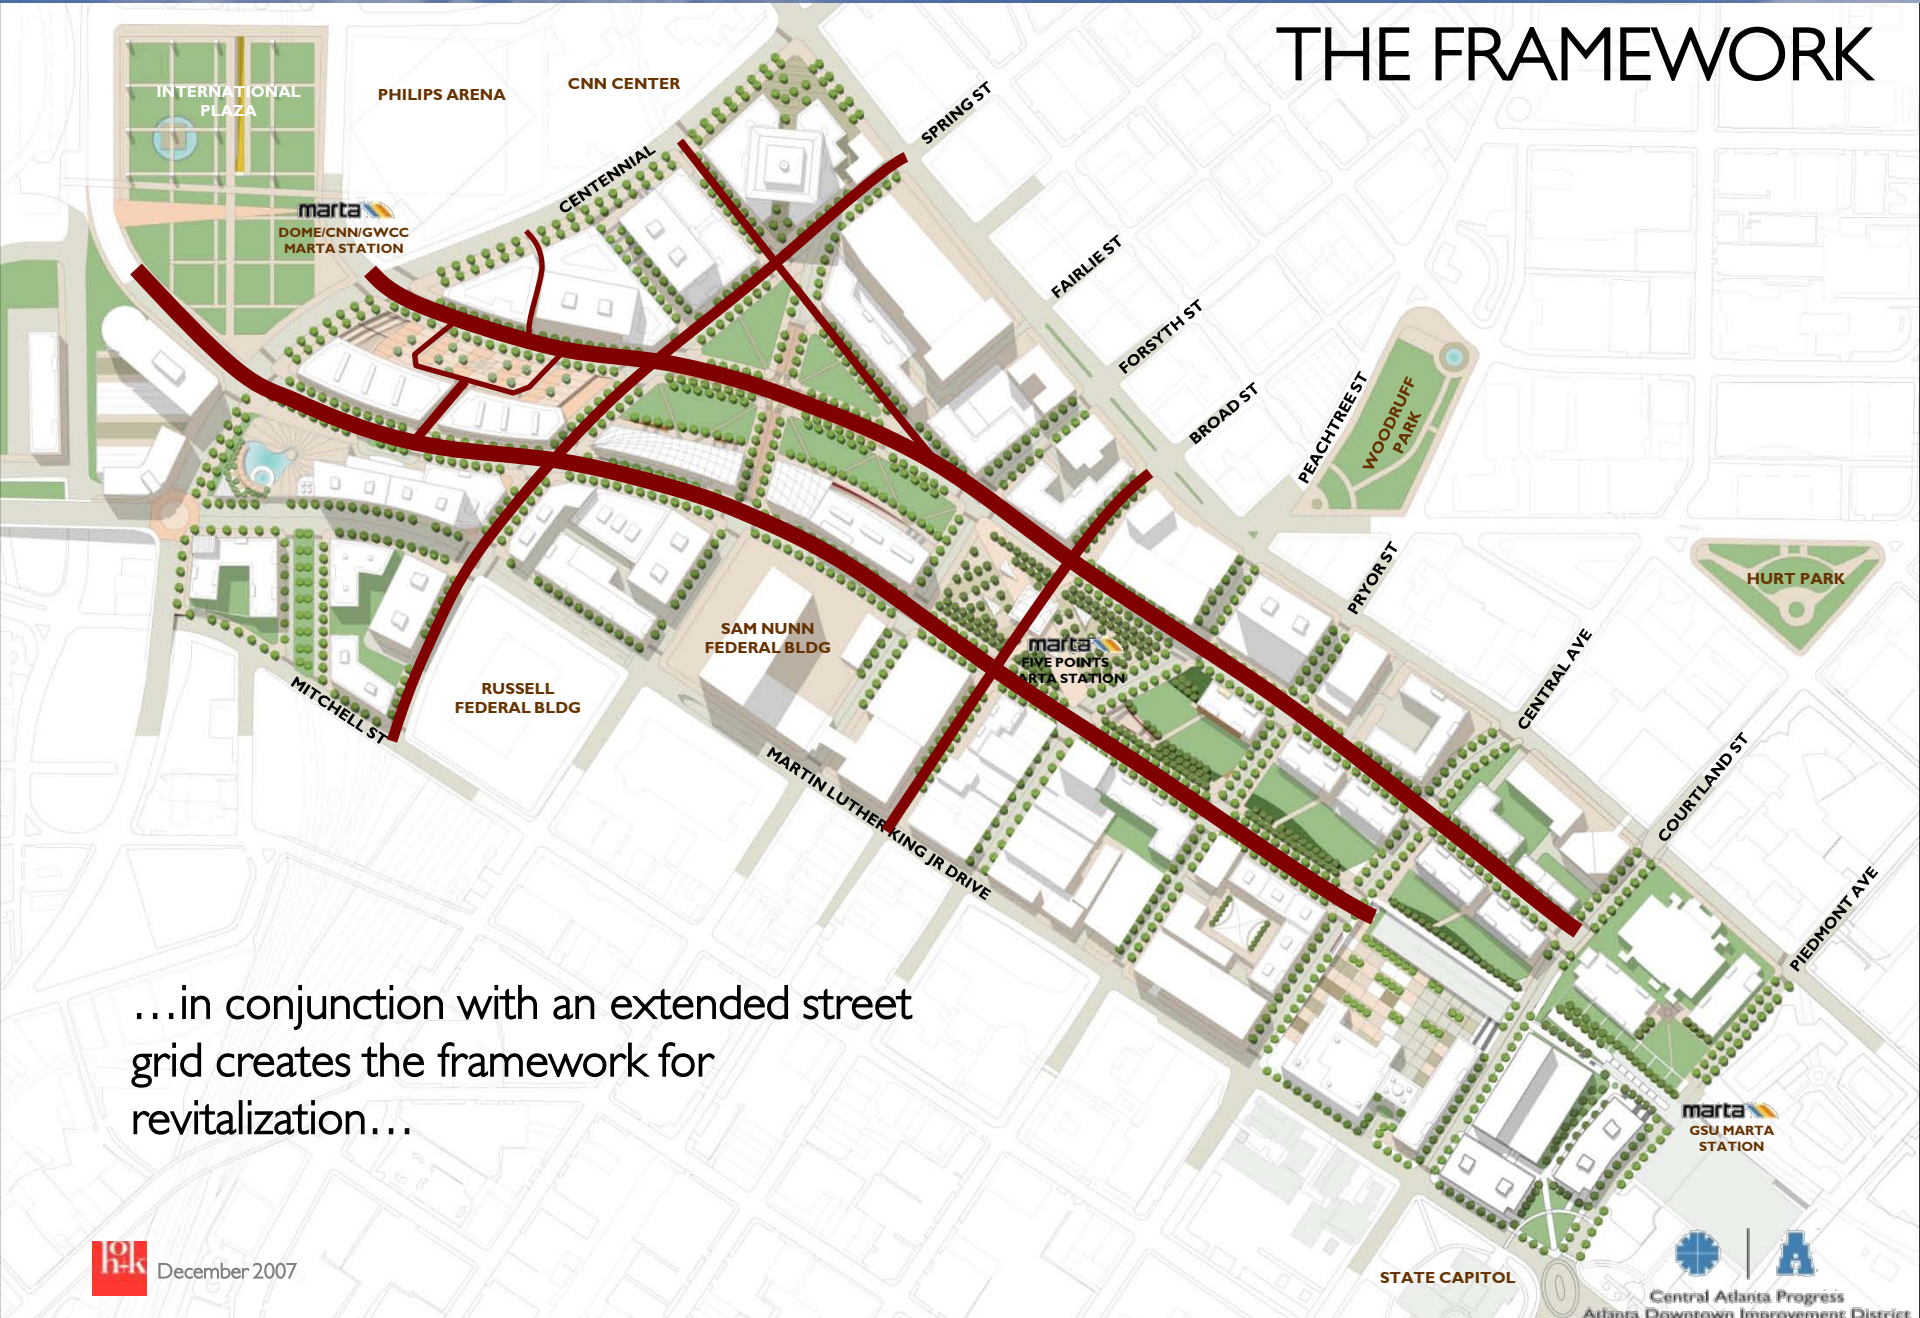 THE FRAMEWORK
INTERNATIONAL
PLAZA
PHILIPS ARENA
CNN CENTER
SPRING ST
CENTENNIAL
marta
DOME/CNN/GWCC
MARTA STATION
FAIRLIE ST
FORSYTH ST
BROAD ST
PEACHTREE ST
WOODRUFF
PARK
PRYOR ST
HURT PARK
SAM NUNN
FEDERAL BLDG
marta
FIVE POINTS
ARTA STATION
RUSSELL
FEDERAL BLDG
MITCHELL ST
CENTRAL AVE
COURTLAND ST
MARTIN LUTHER KING JR DRIVE
PIEDMONT AVE
…in conjunction with an extended street
grid creates the framework for
revitalization…
marta
GSU MARTA
STATION
hok
December 2007
STATE CAPITOL
Central Atlanta Progress
Atlanta Downtown Improvement District